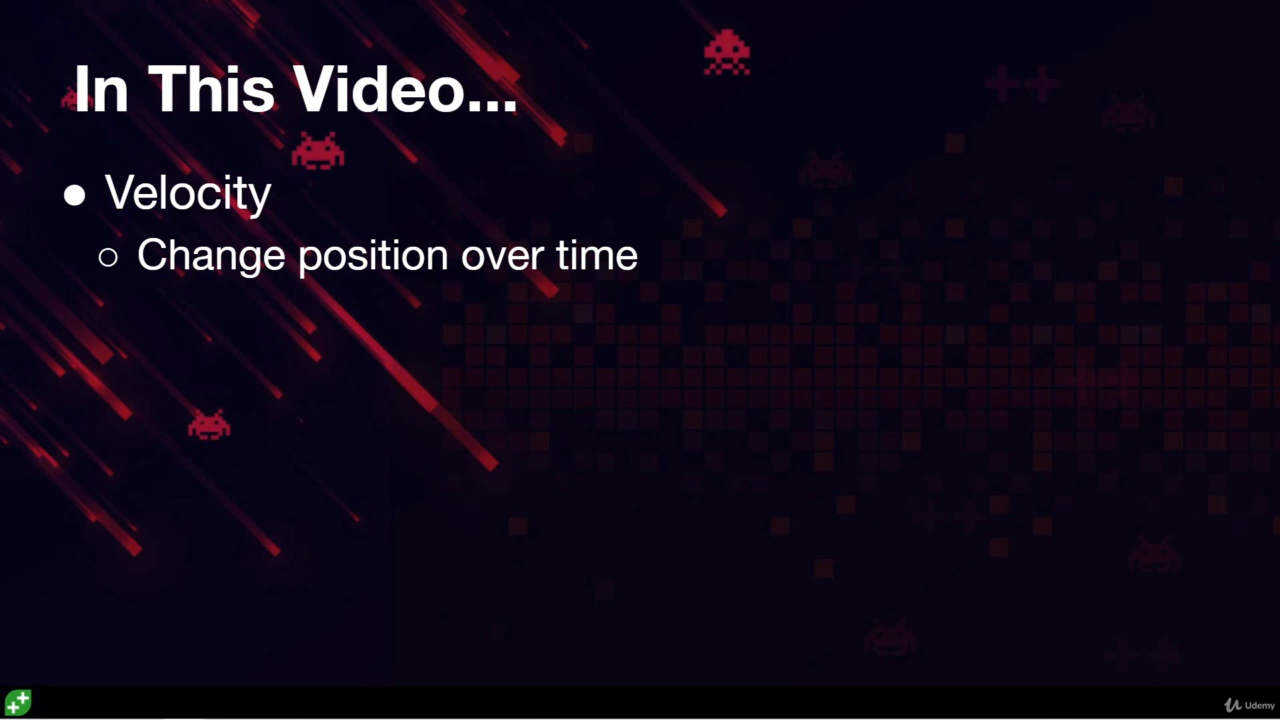 In This Video...
● Velocity
○ Change position over time
Udemy